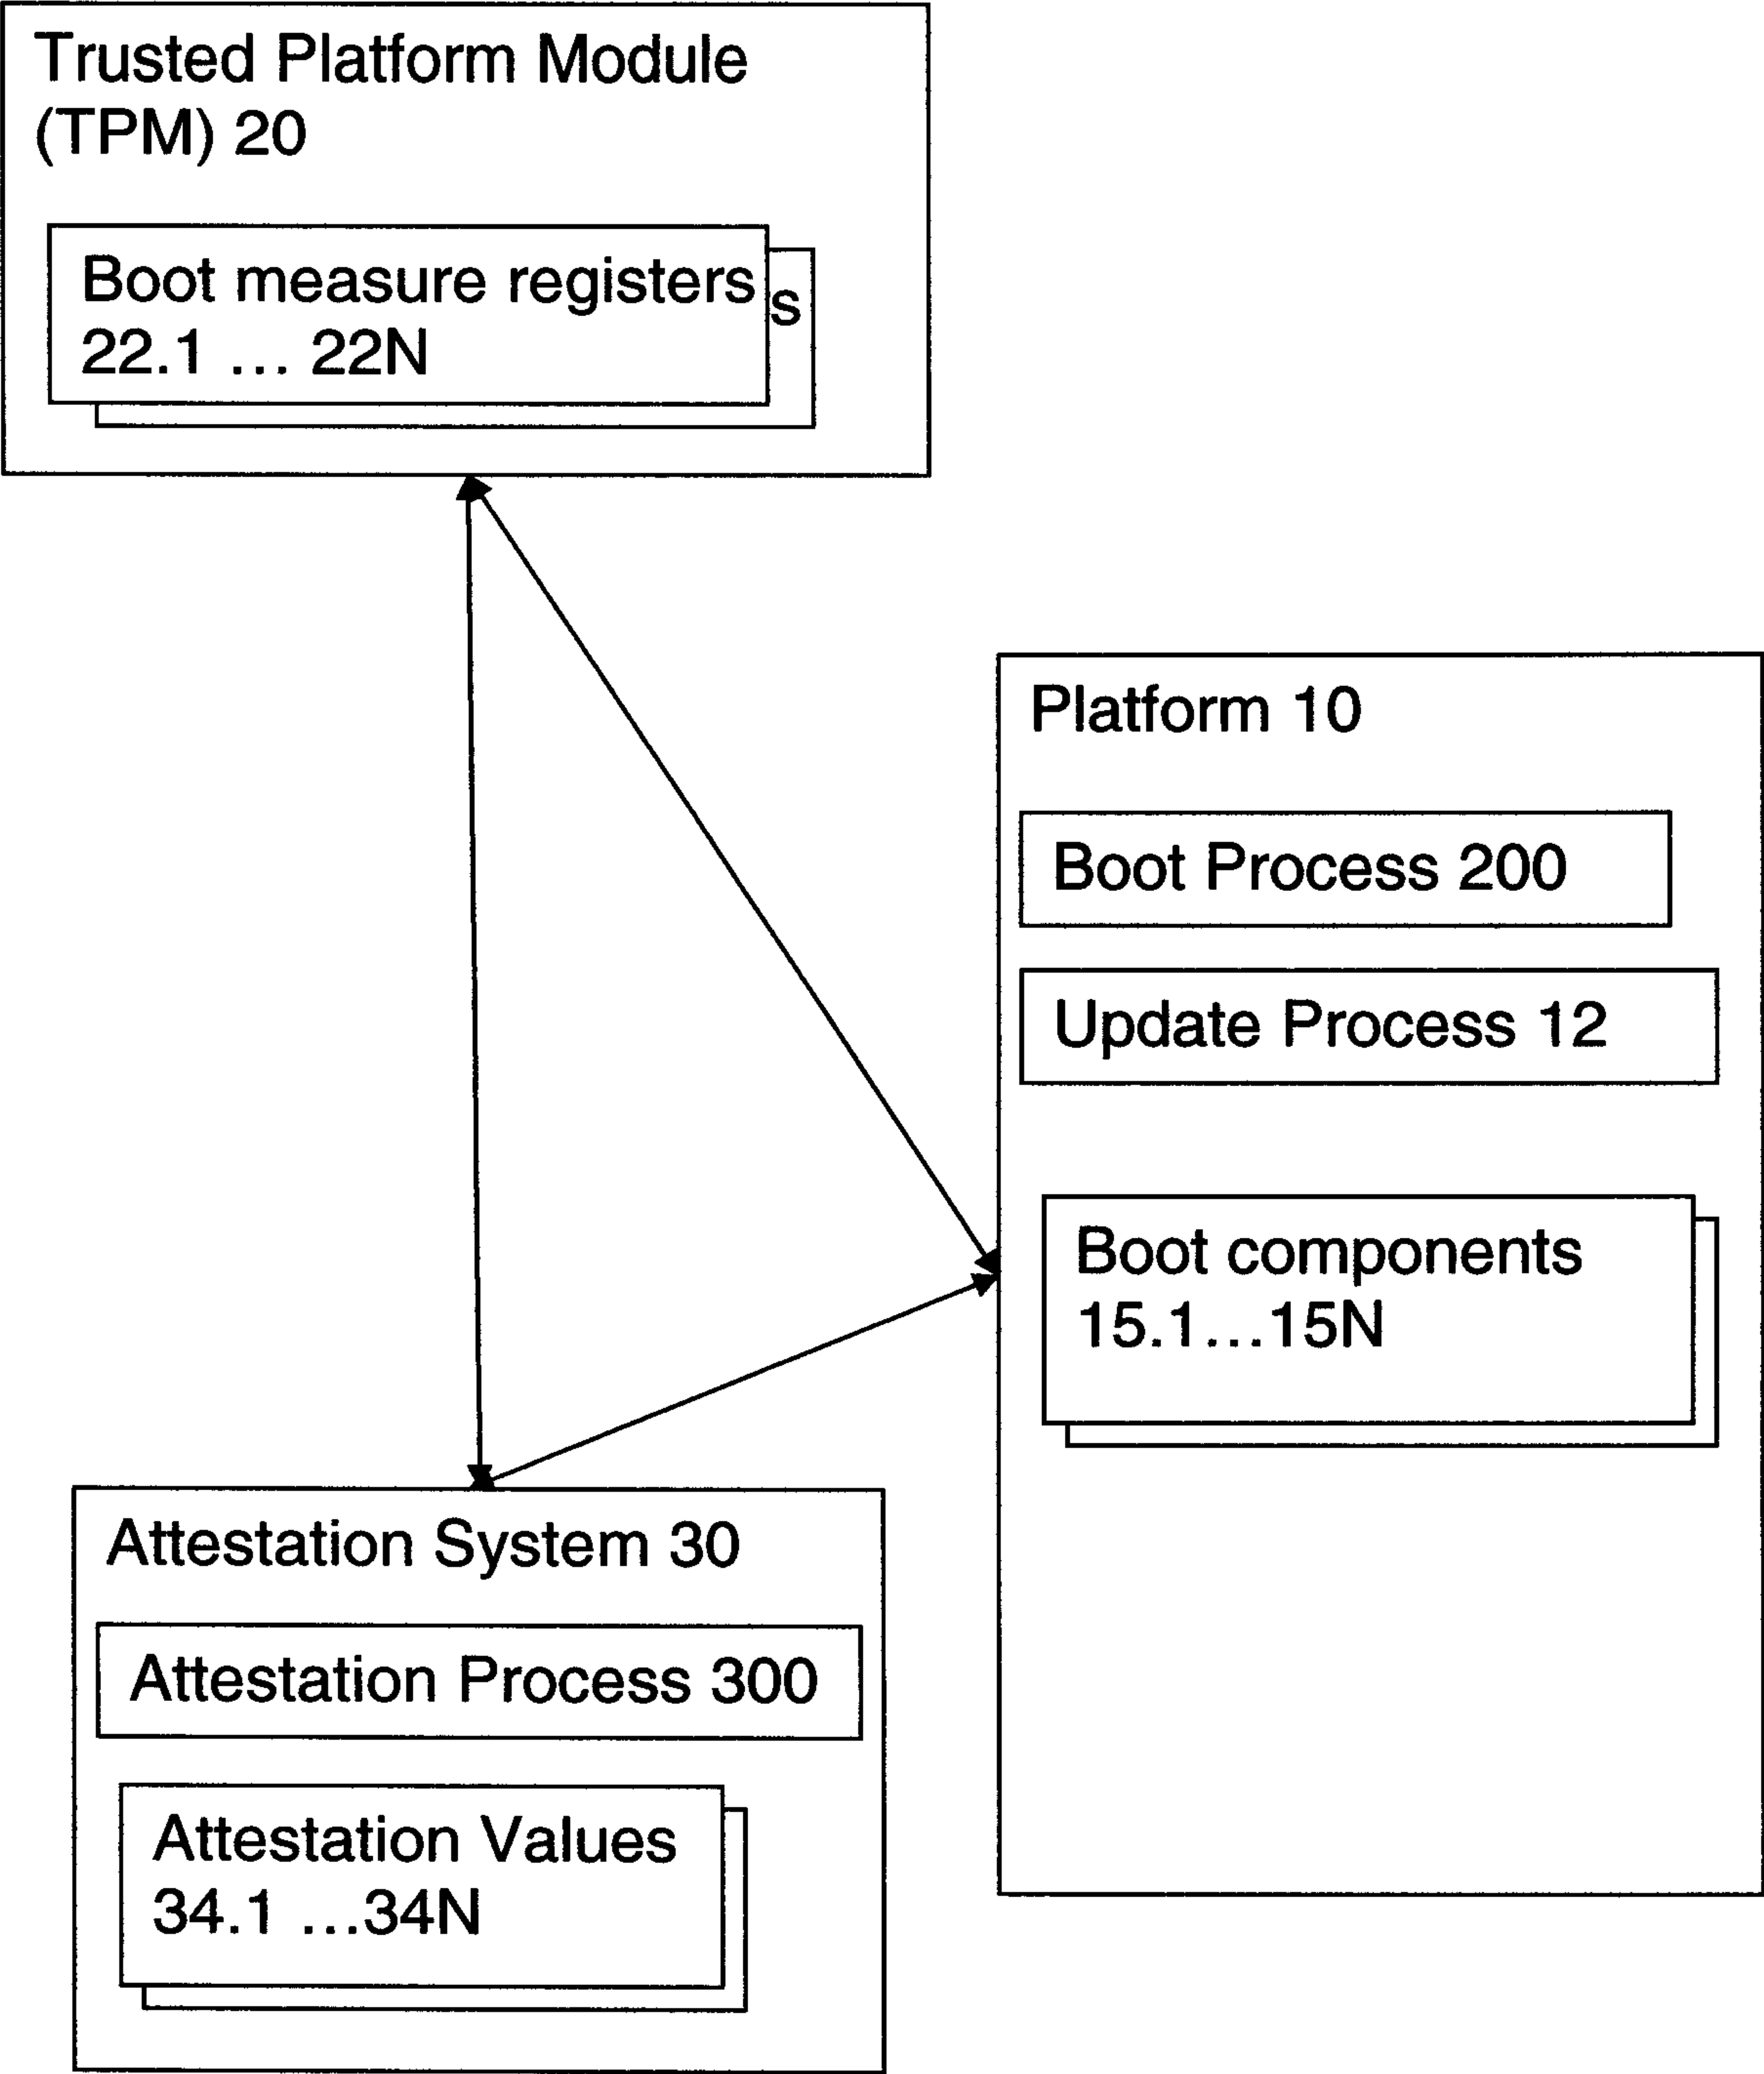 Trusted Platform Module
(TPM) 20
Boot measure registers
s
22.1 ... 22N
Platform 10
Boot Process 200
Update Process 12
Boot components
15.1...15N
Attestation System 30
Attestation Process 300
Attestation Values
34.1 ...34N